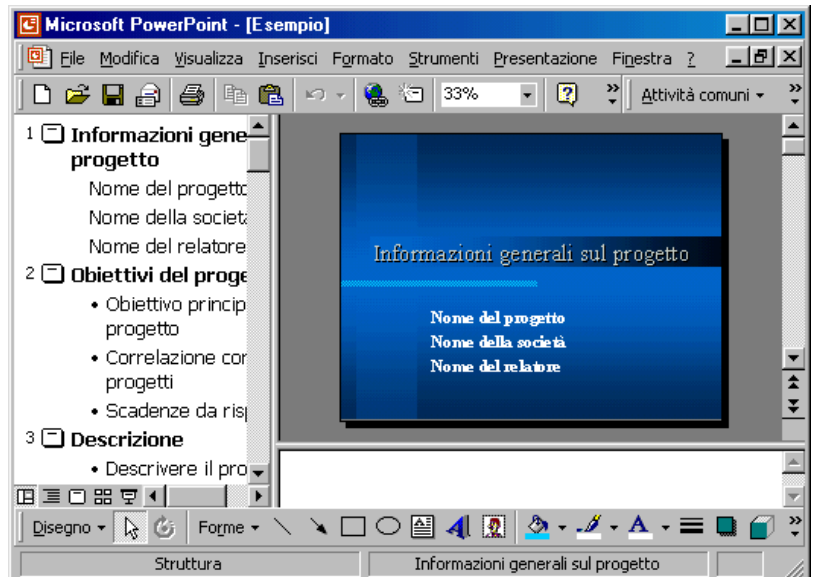 Microsoft PowerPoint - [Esempio]
File Modifica Visualizza Inserisci Formato Strumenti Presentazione Finestra ?
33% Attività comuni
1 Informazioni gene
progetto
Nome del progetto
Nome della società
Nome del relatore
2 Obiettivi del proge
• Obiettivo princip
progetto
• Correlazione con
progetti
• Scadenze da risp
3 Descrizione
• Descrivere il pro
Informazioni generali sul progetto
Nome del progetto
Nome della società
Nome del relatore
Disegno Forme
Struttura Informazioni generali sul progetto